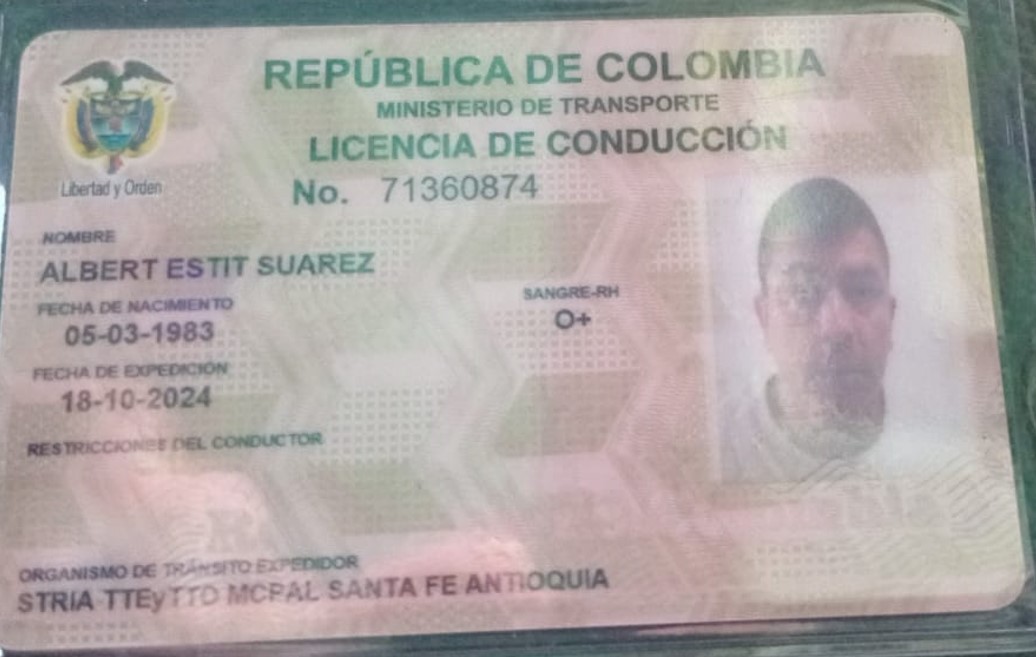 REPÚBLICA DE COLOMBIA
MINISTERIO DE TRANSPORTE
LICENCIA DE CONDUCCIÓN
Libertad y Orden
No. 71360874
NOMBRE
ALBERT ESTIT SUAREZ
FECHA DE NACIMIENTO
05-03-1983
SANGRE-RH
O+
FECHA DE EXPEDICIÓN
18-10-2024
RESTRICCIONES DEL CONDUCTOR
ORGANISMO DE TRÁNSITO EXPEDIDOR
STRIA TTEyTTO MCPAL SANTA FE ANTIOQUIA